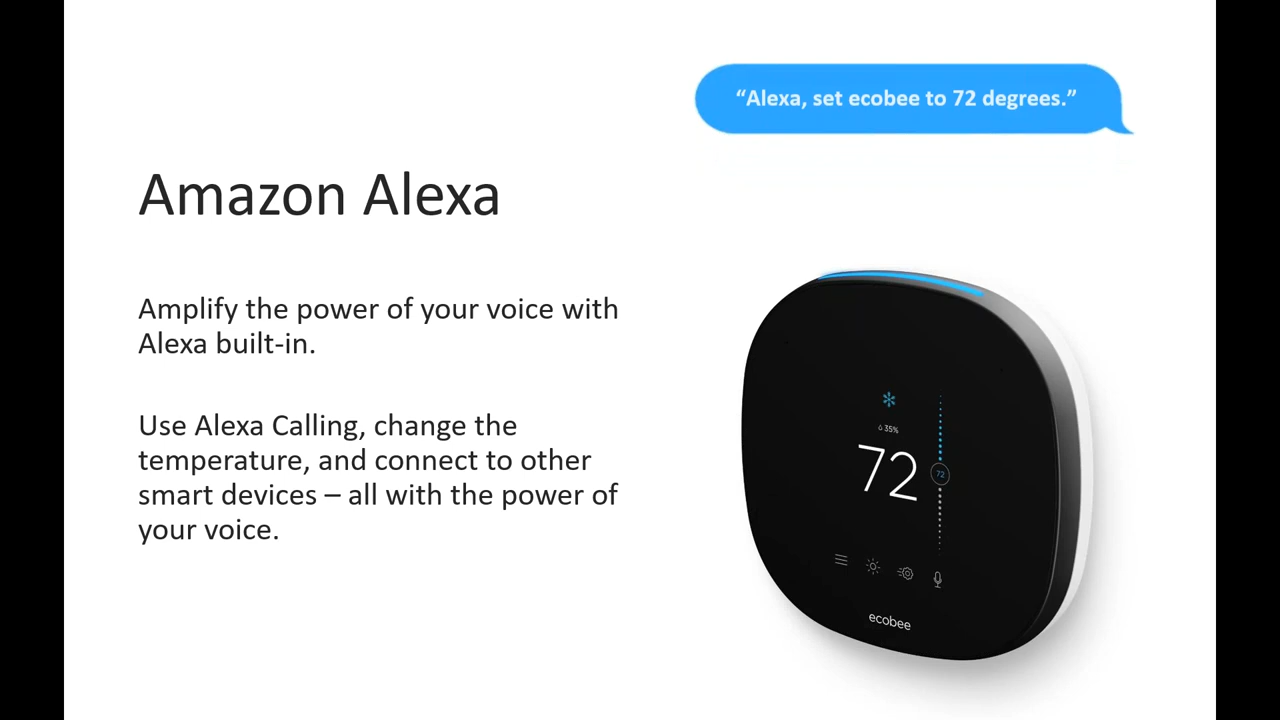 “Alexa, set ecobee to 72 degrees.”
Amazon Alexa
Amplify the power of your voice with
Alexa built-in.
Use Alexa Calling, change the
temperature, and connect to other
smart devices – all with the power of
your voice.
35%
72
72
ecobee